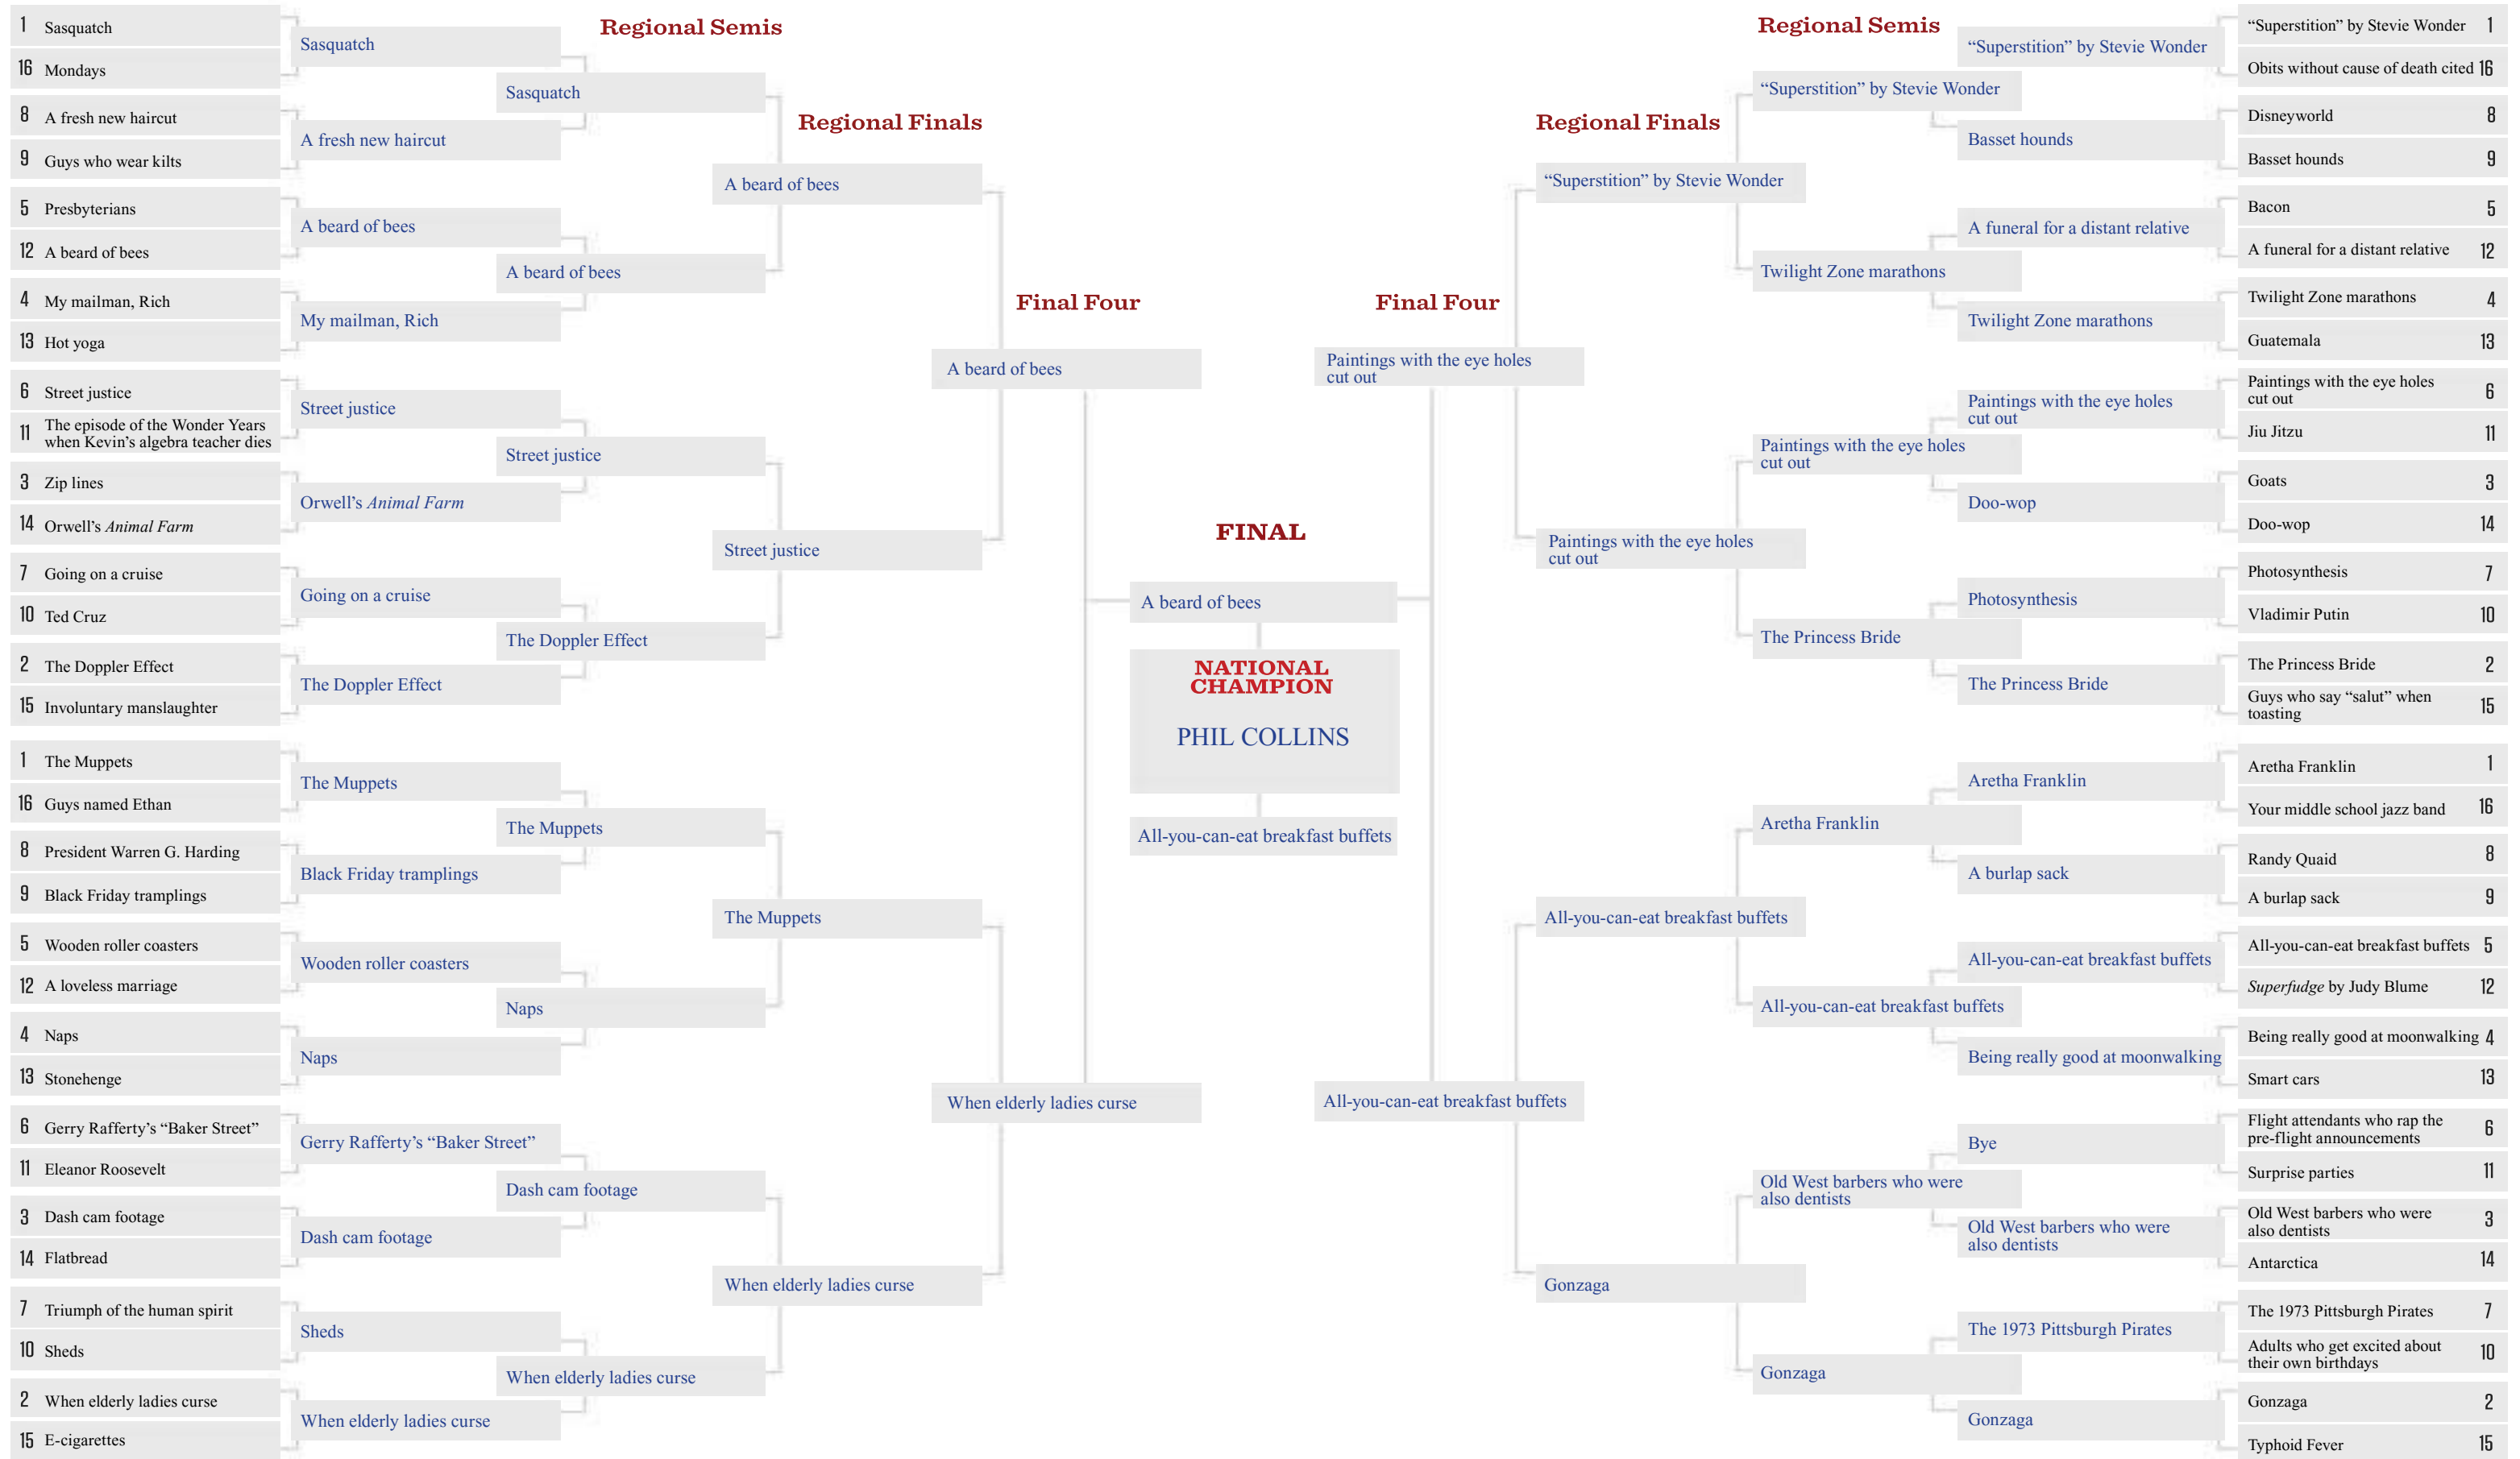 1 Sasquatch
16 Mondays
8 A fresh new haircut
9 Guys who wear kilts
5 Presbyterians
12 A beard of bees
4 My mailman, Rich
13 Hot yoga
6 Street justice
11 The episode of the Wonder Years
when Kevin’s algebra teacher dies
3 Zip lines
14 Orwell’s Animal Farm
7 Going on a cruise
10 Ted Cruz
2 The Doppler Effect
15 Involuntary manslaughter
1 The Muppets
16 Guys named Ethan
8 President Warren G. Harding
9 Black Friday tramplings
5 Wooden roller coasters
12 A loveless marriage
4 Naps
13 Stonehenge
6 Gerry Rafferty’s “Baker Street”
11 Eleanor Roosevelt
3 Dash cam footage
14 Flatbread
7 Triumph of the human spirit
10 Sheds
2 When elderly ladies curse
15 E-cigarettes
Sasquatch
A fresh new haircut
A beard of bees
My mailman, Rich
Street justice
Orwell’s Animal Farm
Going on a cruise
The Doppler Effect
The Muppets
Black Friday tramplings
Wooden roller coasters
Naps
Gerry Rafferty’s “Baker Street”
Dash cam footage
Sheds
When elderly ladies curse
Regional Semis
Sasquatch
A beard of bees
Street justice
The Doppler Effect
The Muppets
Naps
Dash cam footage
When elderly ladies curse
Regional Finals
A beard of bees
Street justice
The Muppets
When elderly ladies curse
Final Four
A beard of bees
When elderly ladies curse
FINAL
A beard of bees
NATIONAL
CHAMPION
PHIL COLLINS
All-you-can-eat breakfast buffets
Final Four
Paintings with the eye holes
cut out
All-you-can-eat breakfast buffets
Regional Finals
“Superstition” by Stevie Wonder
Paintings with the eye holes
cut out
All-you-can-eat breakfast buffets
Gonzaga
Regional Semis
“Superstition” by Stevie Wonder
Twilight Zone marathons
Paintings with the eye holes
cut out
The Princess Bride
Aretha Franklin
All-you-can-eat breakfast buffets
Old West barbers who were
also dentists
Gonzaga
“Superstition” by Stevie Wonder
Basset hounds
A funeral for a distant relative
Twilight Zone marathons
Paintings with the eye holes
cut out
Doo-wop
Photosynthesis
The Princess Bride
Aretha Franklin
A burlap sack
All-you-can-eat breakfast buffets
Being really good at moonwalking
Bye
Old West barbers who were
also dentists
The 1973 Pittsburgh Pirates
Gonzaga
“Superstition” by Stevie Wonder 1
Obits without cause of death cited 16
Disneyworld 8
Basset hounds 9
Bacon 5
A funeral for a distant relative 12
Twilight Zone marathons 4
Guatemala 13
Paintings with the eye holes
cut out 6
Jiu Jitzu 11
Goats 3
Doo-wop 14
Photosynthesis 7
Vladimir Putin 10
The Princess Bride 2
Guys who say “salut” when
toasting 15
Aretha Franklin 1
Your middle school jazz band 16
Randy Quaid 8
A burlap sack 9
All-you-can-eat breakfast buffets 5
Superfudge by Judy Blume 12
Being really good at moonwalking 4
Smart cars 13
Flight attendants who rap the
pre-flight announcements 6
Surprise parties 11
Old West barbers who were
also dentists 3
Antarctica 14
The 1973 Pittsburgh Pirates 7
Adults who get excited about
their own birthdays 10
Gonzaga 2
Typhoid Fever 15